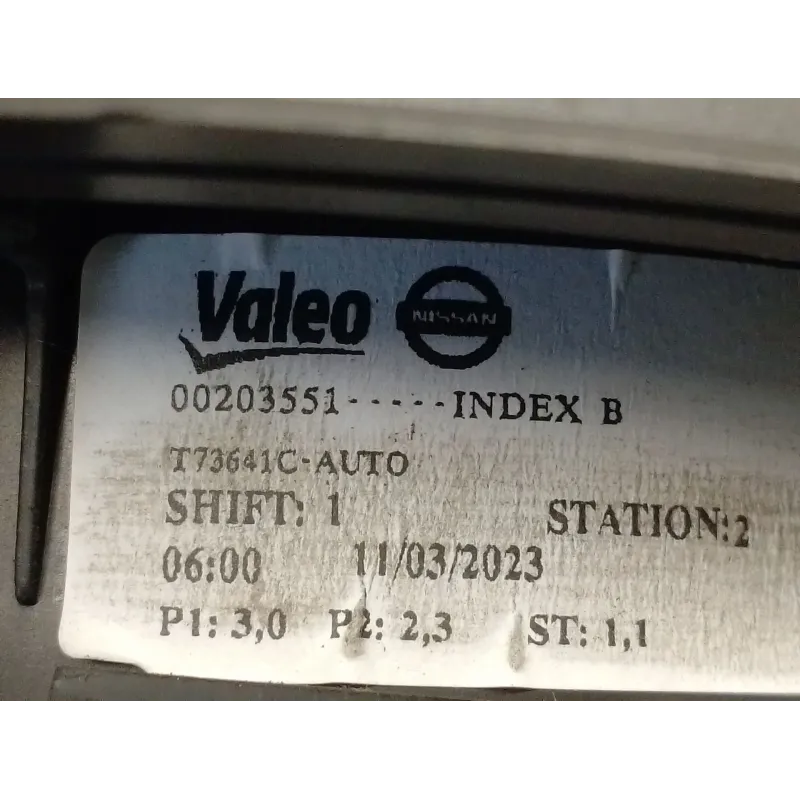 Valeo NISSAN
00203551-----INDEX B
T73641C-AUTO
SHIFT: 1 STATION:2
06:00 11/03/2023
P1: 3,0 P2: 2,3 ST: 1,1